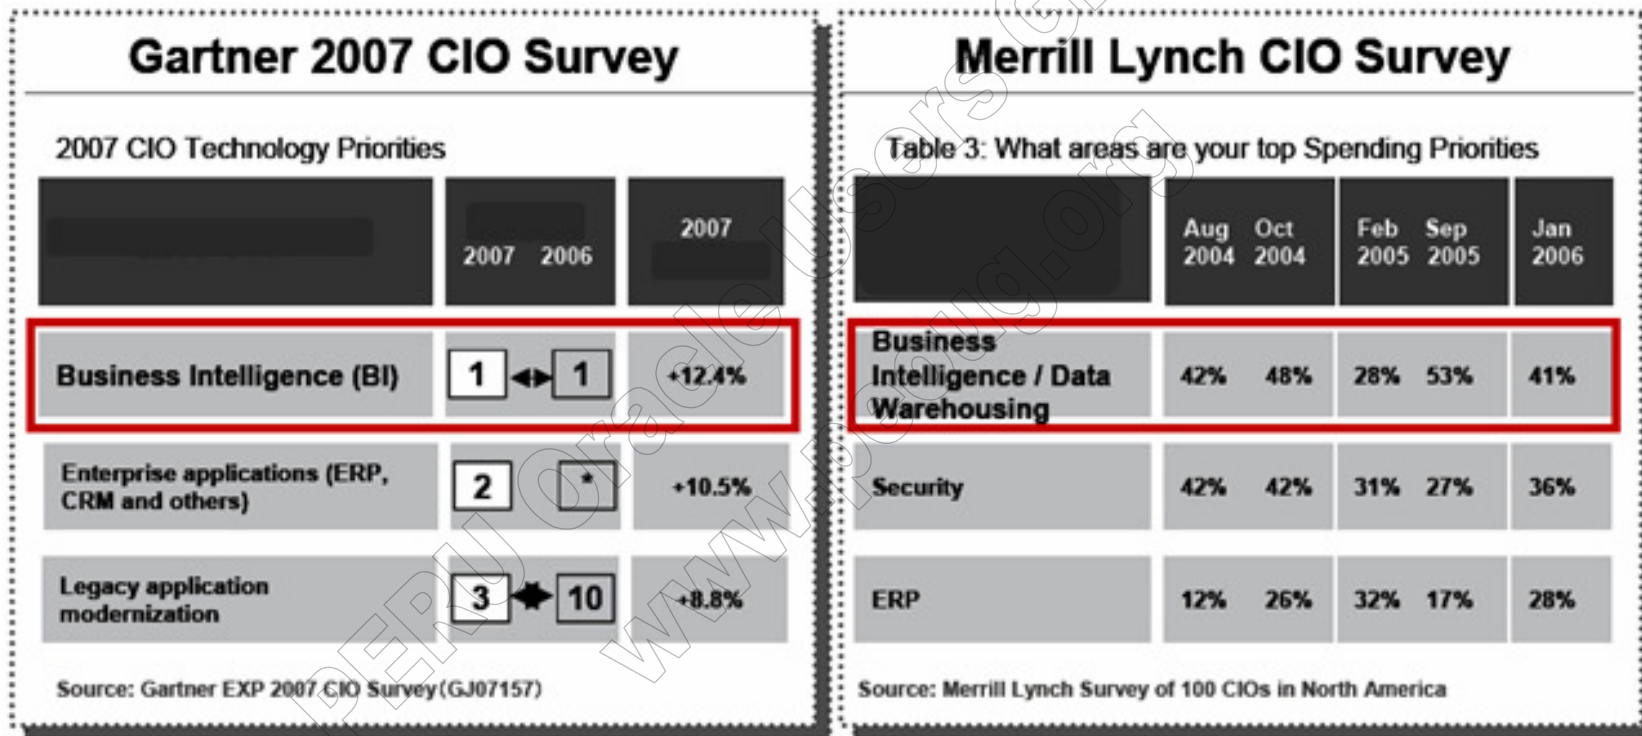 Gartner 2007 CIO Survey
2007 CIO Technology Priorities
2007 2006
2007
Business Intelligence (BI) 1 1 +12.4%
Enterprise applications (ERP,
CRM and others) 2 * +10.5%
Legacy application
modernization 3 10 +8.8%
Source: Gartner EXP 2007 CIO Survey (GJ07157)
Merrill Lynch CIO Survey
Table 3: What areas are your top Spending Priorities
Aug Oct Feb Sep Jan
2004 2004 2005 2005 2006
Business
Intelligence / Data 42% 48% 28% 53% 41%
Warehousing
Security 42% 42% 31% 27% 36%
ERP 12% 26% 32% 17% 28%
Source: Merrill Lynch Survey of 100 CIOs in North America
PERU Oracle Users